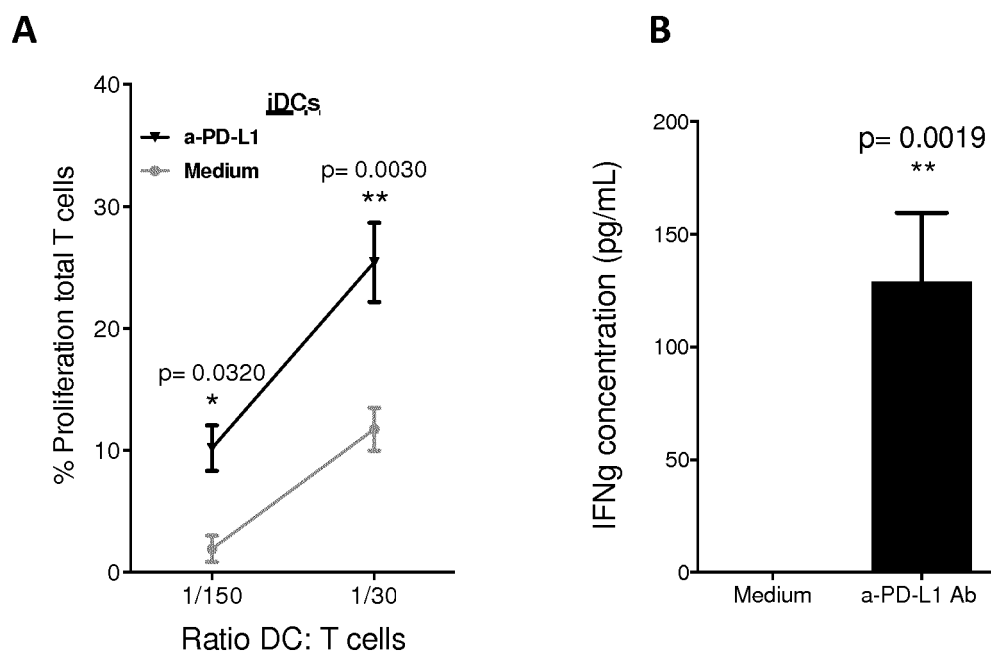 A
B
% Proliferation total T cells
40
30
20
10
0
iDCs
a-PD-L1
Medium
p= 0.0030
**
p= 0.0320
*
1/150
1/30
Ratio DC: T cells
IFNg concentration (pg/mL)
200
150
100
50
0
p= 0.0019
**
Medium
a-PD-L1 Ab